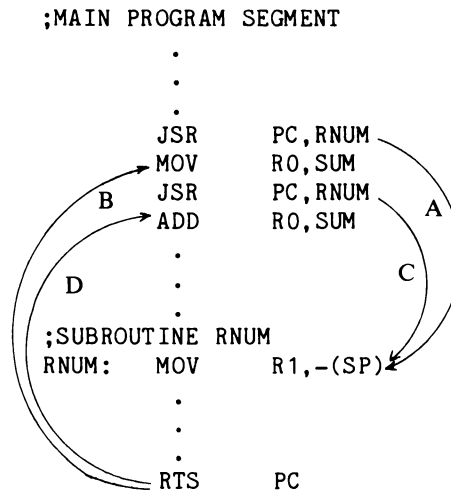 ;MAIN PROGRAM SEGMENT
.
.
.
JSR PC,RNUM
MOV R0,SUM
JSR PC,RNUM
ADD R0,SUM
A
B
C
D
.
.
.
;SUBROUTINE RNUM
RNUM: MOV R1,-(SP)
.
.
.
RTS PC